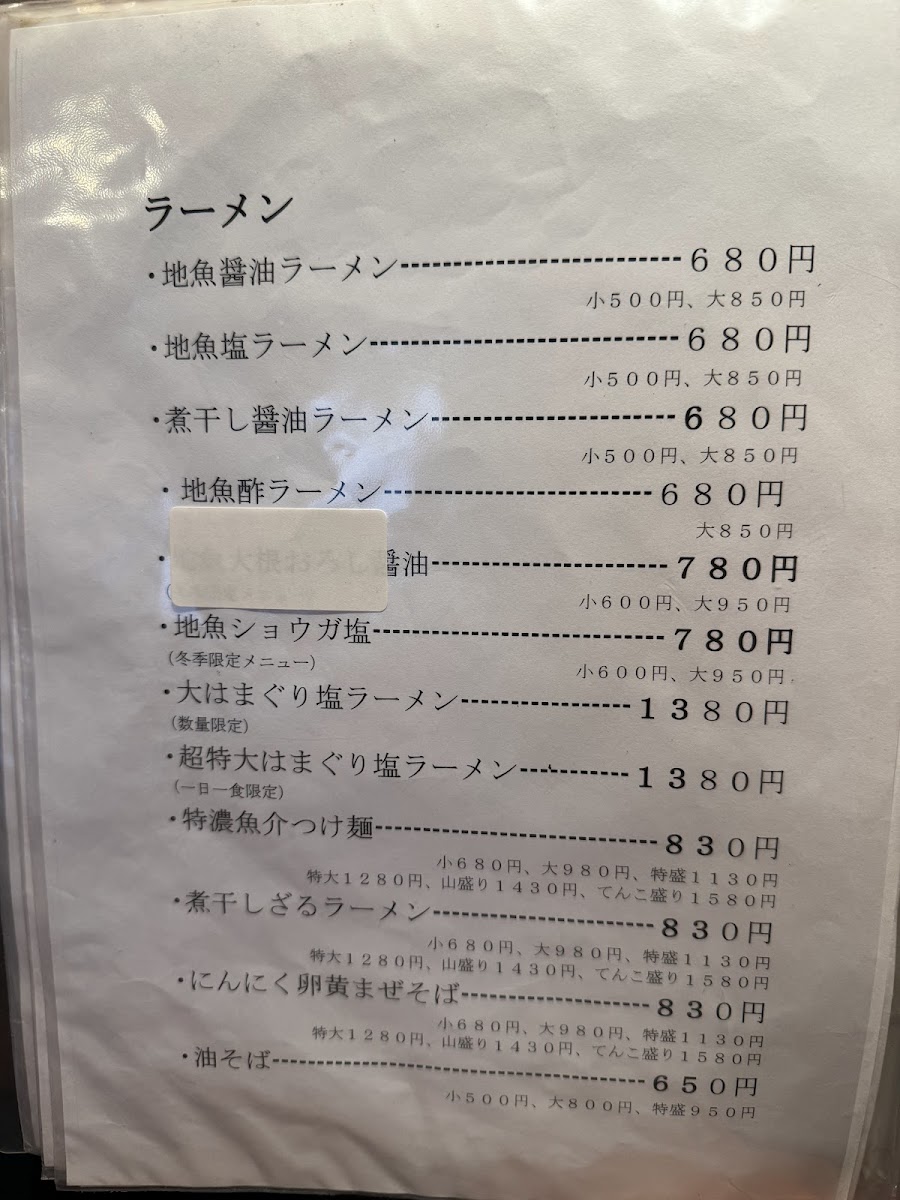 ラーメン
・地魚醤油ラーメン-----------------------------680円
小500円、大850円
・地魚塩ラーメン--------------------------------680円
小500円、大850円
・煮干し醤油ラーメン-------------------------680円
小500円、大850円
・地魚酢ラーメン----------------------------680円
大850円
・大根おろし醤油------------------------780円
小600円、大950円
・地魚ショウガ塩------------------------------780円
(冬季限定メニュー)
小600円、大950円
・大はまぐり塩ラーメン-----------------1380円
(数量限定)
・超特大はまぐり塩ラーメン-----------1380円
(一日一食限定)
・特濃魚介つけ麺-----------------------------830円
小680円、大980円、特盛1130円
特大1280円、山盛り1430円、てんこ盛り1580円
・煮干しざるラーメン-----------------------830円
小680円、大980円、特盛1130円
特大1280円、山盛り1430円、てんこ盛り1580円
・にんにく卵黄まぜそば-------------------830円
小680円、大980円、特盛1130円
特大1280円、山盛り1430円、てんこ盛り1580円
・油そば--------------------------------------650円
小500円、大800円、特盛950円